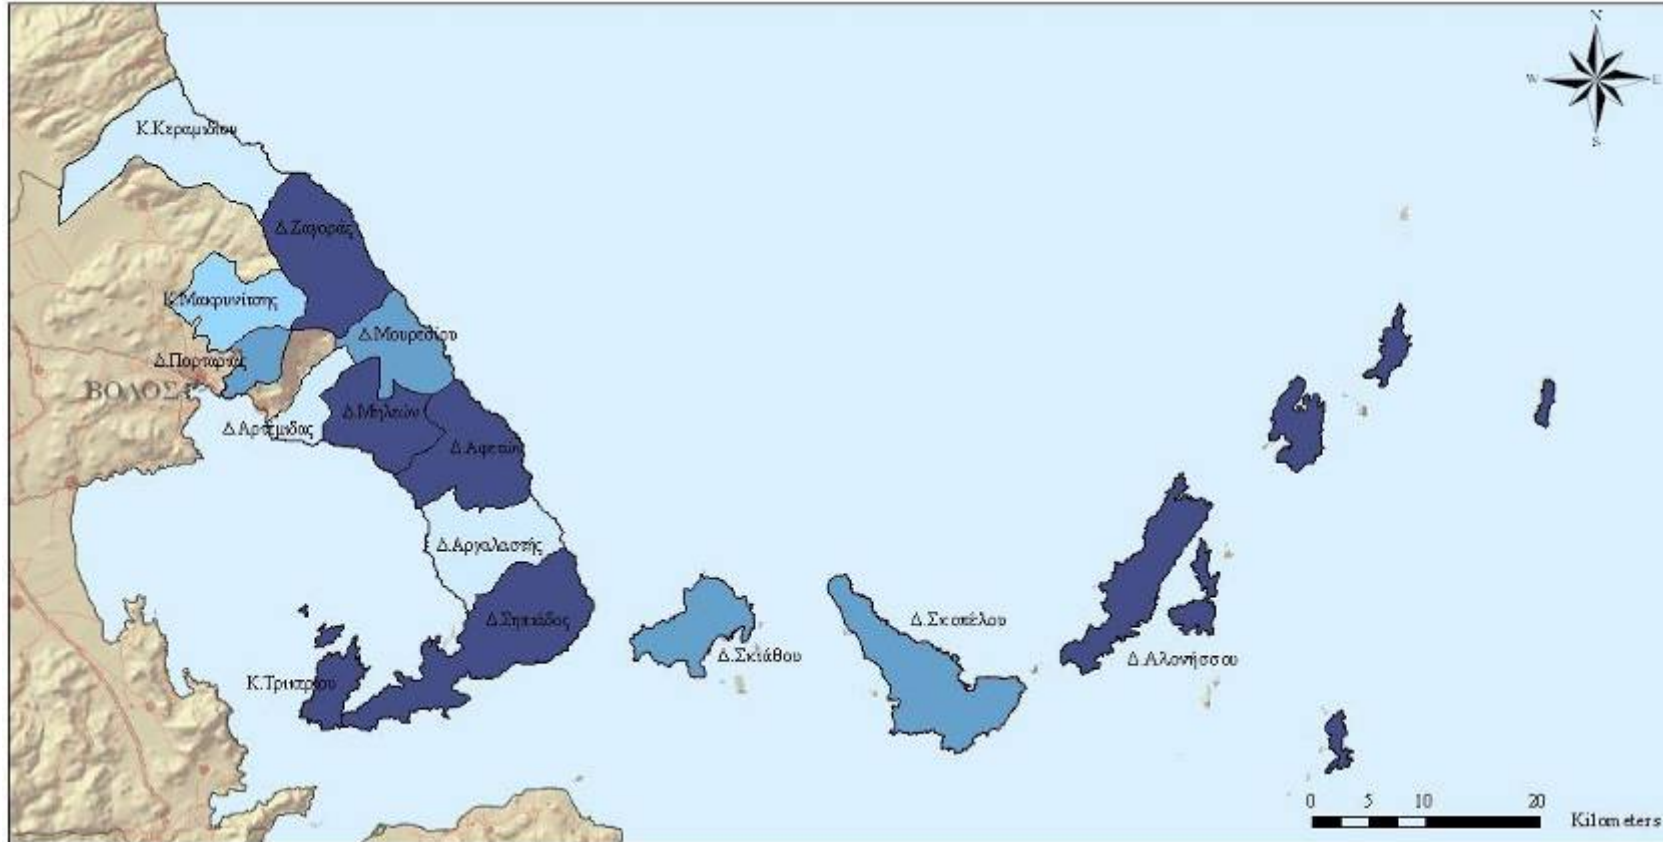 N
W E
S
Κ.Κεραμιδίου
Δ.Ζαγοράς
Κ.Μακρυνίτσης
Δ.Μουρεσίου
Δ.Πορταριάς
ΒΟΛΟΣ
Δ.Μηλεών
Δ.Αρτέμιδας
Δ.Αφετών
Δ.Αργαλαστής
Δ.Σηπιάδος
Δ.Σκοπέλου
Δ.Σκιάθου
Δ.Αλονήσσου
Κ.Τρικερίου
0 5 10 20
Kilometers